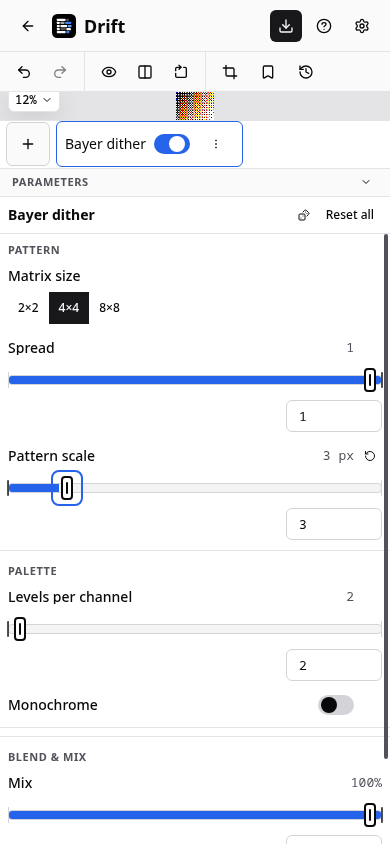 Drift
12%
Bayer dither
PARAMETERS
Bayer dither
Reset all
PATTERN
Matrix size
2×2
4×4
8×8
Spread
1
1
Pattern scale
3 px
3
PALETTE
Levels per channel
2
2
Monochrome
BLEND & MIX
Mix
100%